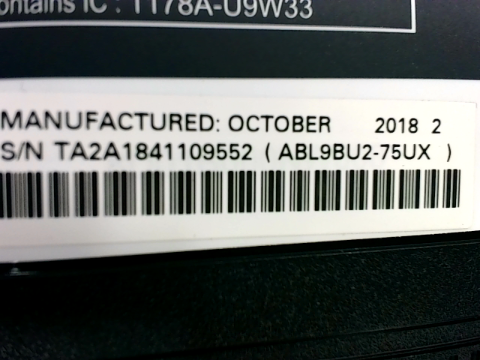 ontains IC : 1178A-U9W33
MANUFACTURED: OCTOBER 2018 2
S/N TA2A1841109552 ( ABL9BU2-75UX )